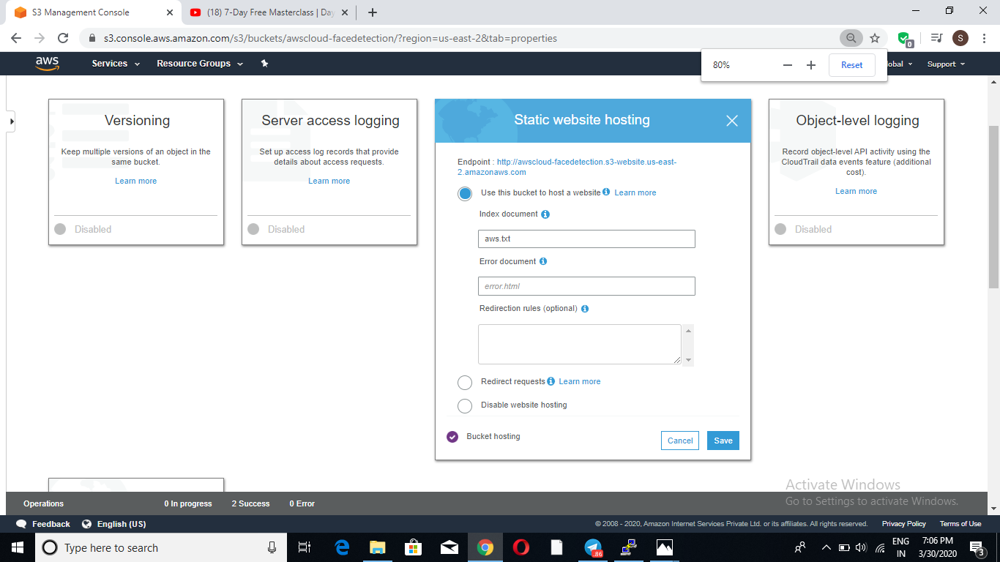 S3 Management Console
(18) 7-Day Free Masterclass | Day
s3.console.aws.amazon.com/s3/buckets/awscloud-facedetection/?region=us-east-2&tab=properties
0
S
aws
Services
Resource Groups
80%
Reset
lobal
Support
Versioning
Keep multiple versions of an object in the
same bucket.
Learn more
Disabled
Server access logging
Set up access log records that provide
details about access requests.
Learn more
Disabled
Static website hosting
Endpoint : http://awscloud-facedetection.s3-website.us-east-
2.amazonaws.com
Use this bucket to host a website Learn more
Index document
aws.txt
Error document
error.html
Redirection rules (optional)
Redirect requests Learn more
Disable website hosting
Bucket hosting
Cancel
Save
Object-level logging
Record object-level API activity using the
CloudTrail data events feature (additional
cost).
Learn more
Disabled
Activate Windows
Go to Settings to activate Windows.
Operations
0 In progress
2 Success
0 Error
Feedback
English (US)
© 2008 - 2020, Amazon Internet Services Private Ltd. or its affiliates. All rights reserved.
Privacy Policy
Terms of Use
Type here to search
86
ENG
IN
7:06 PM
3/30/2020
3